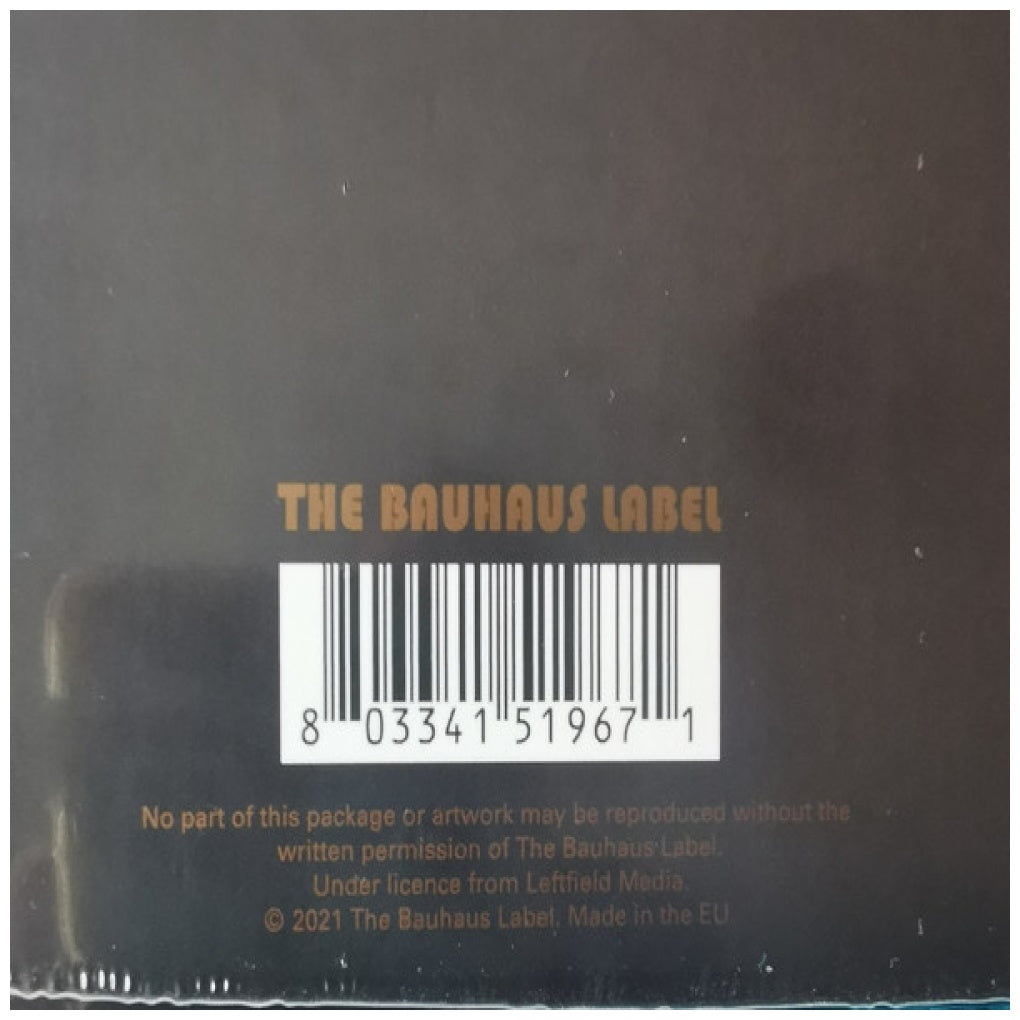 THE BAUHAUS LABEL
8 03341 51967 1
No part of this package or artwork may be reproduced without the
written permission of The Bauhaus Label.
Under licence from Leftfield Media.
© 2021 The Bauhaus Label. Made in the EU